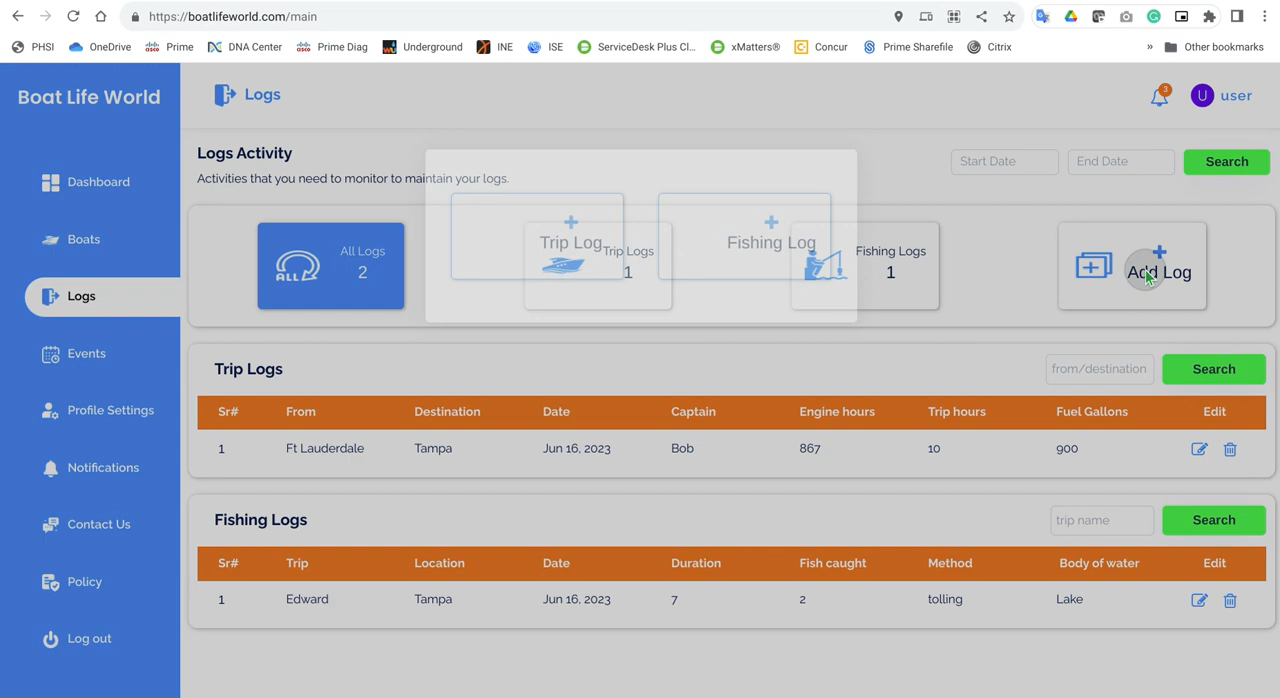 https://boatlifeworld.com/main
PHSI
OneDrive
Prime
DNA Center
Prime Diag
Underground
INE
ISE
ServiceDesk Plus Cl...
xMatters®
Concur
Prime Sharefile
Citrix
»
Other bookmarks
Boat Life World
Logs
3
U
user
Dashboard
Boats
Logs
Events
Profile Settings
Notifications
Contact Us
Policy
Log out
Logs Activity
Activities that you need to monitor to maintain your logs.
Start Date
End Date
Search
ALL
All Logs
2
+
Trip Log
Trip Logs
1
+
Fishing Log
Fishing Logs
1
+
Add Log
Trip Logs
from/destination
Search
Sr# From Destination Date Captain Engine hours Trip hours Fuel Gallons Edit
1 Ft Lauderdale Tampa Jun 16, 2023 Bob 867 10 900
Fishing Logs
trip name
Search
Sr# Trip Location Date Duration Fish caught Method Body of water Edit
1 Edward Tampa Jun 16, 2023 7 2 tolling Lake